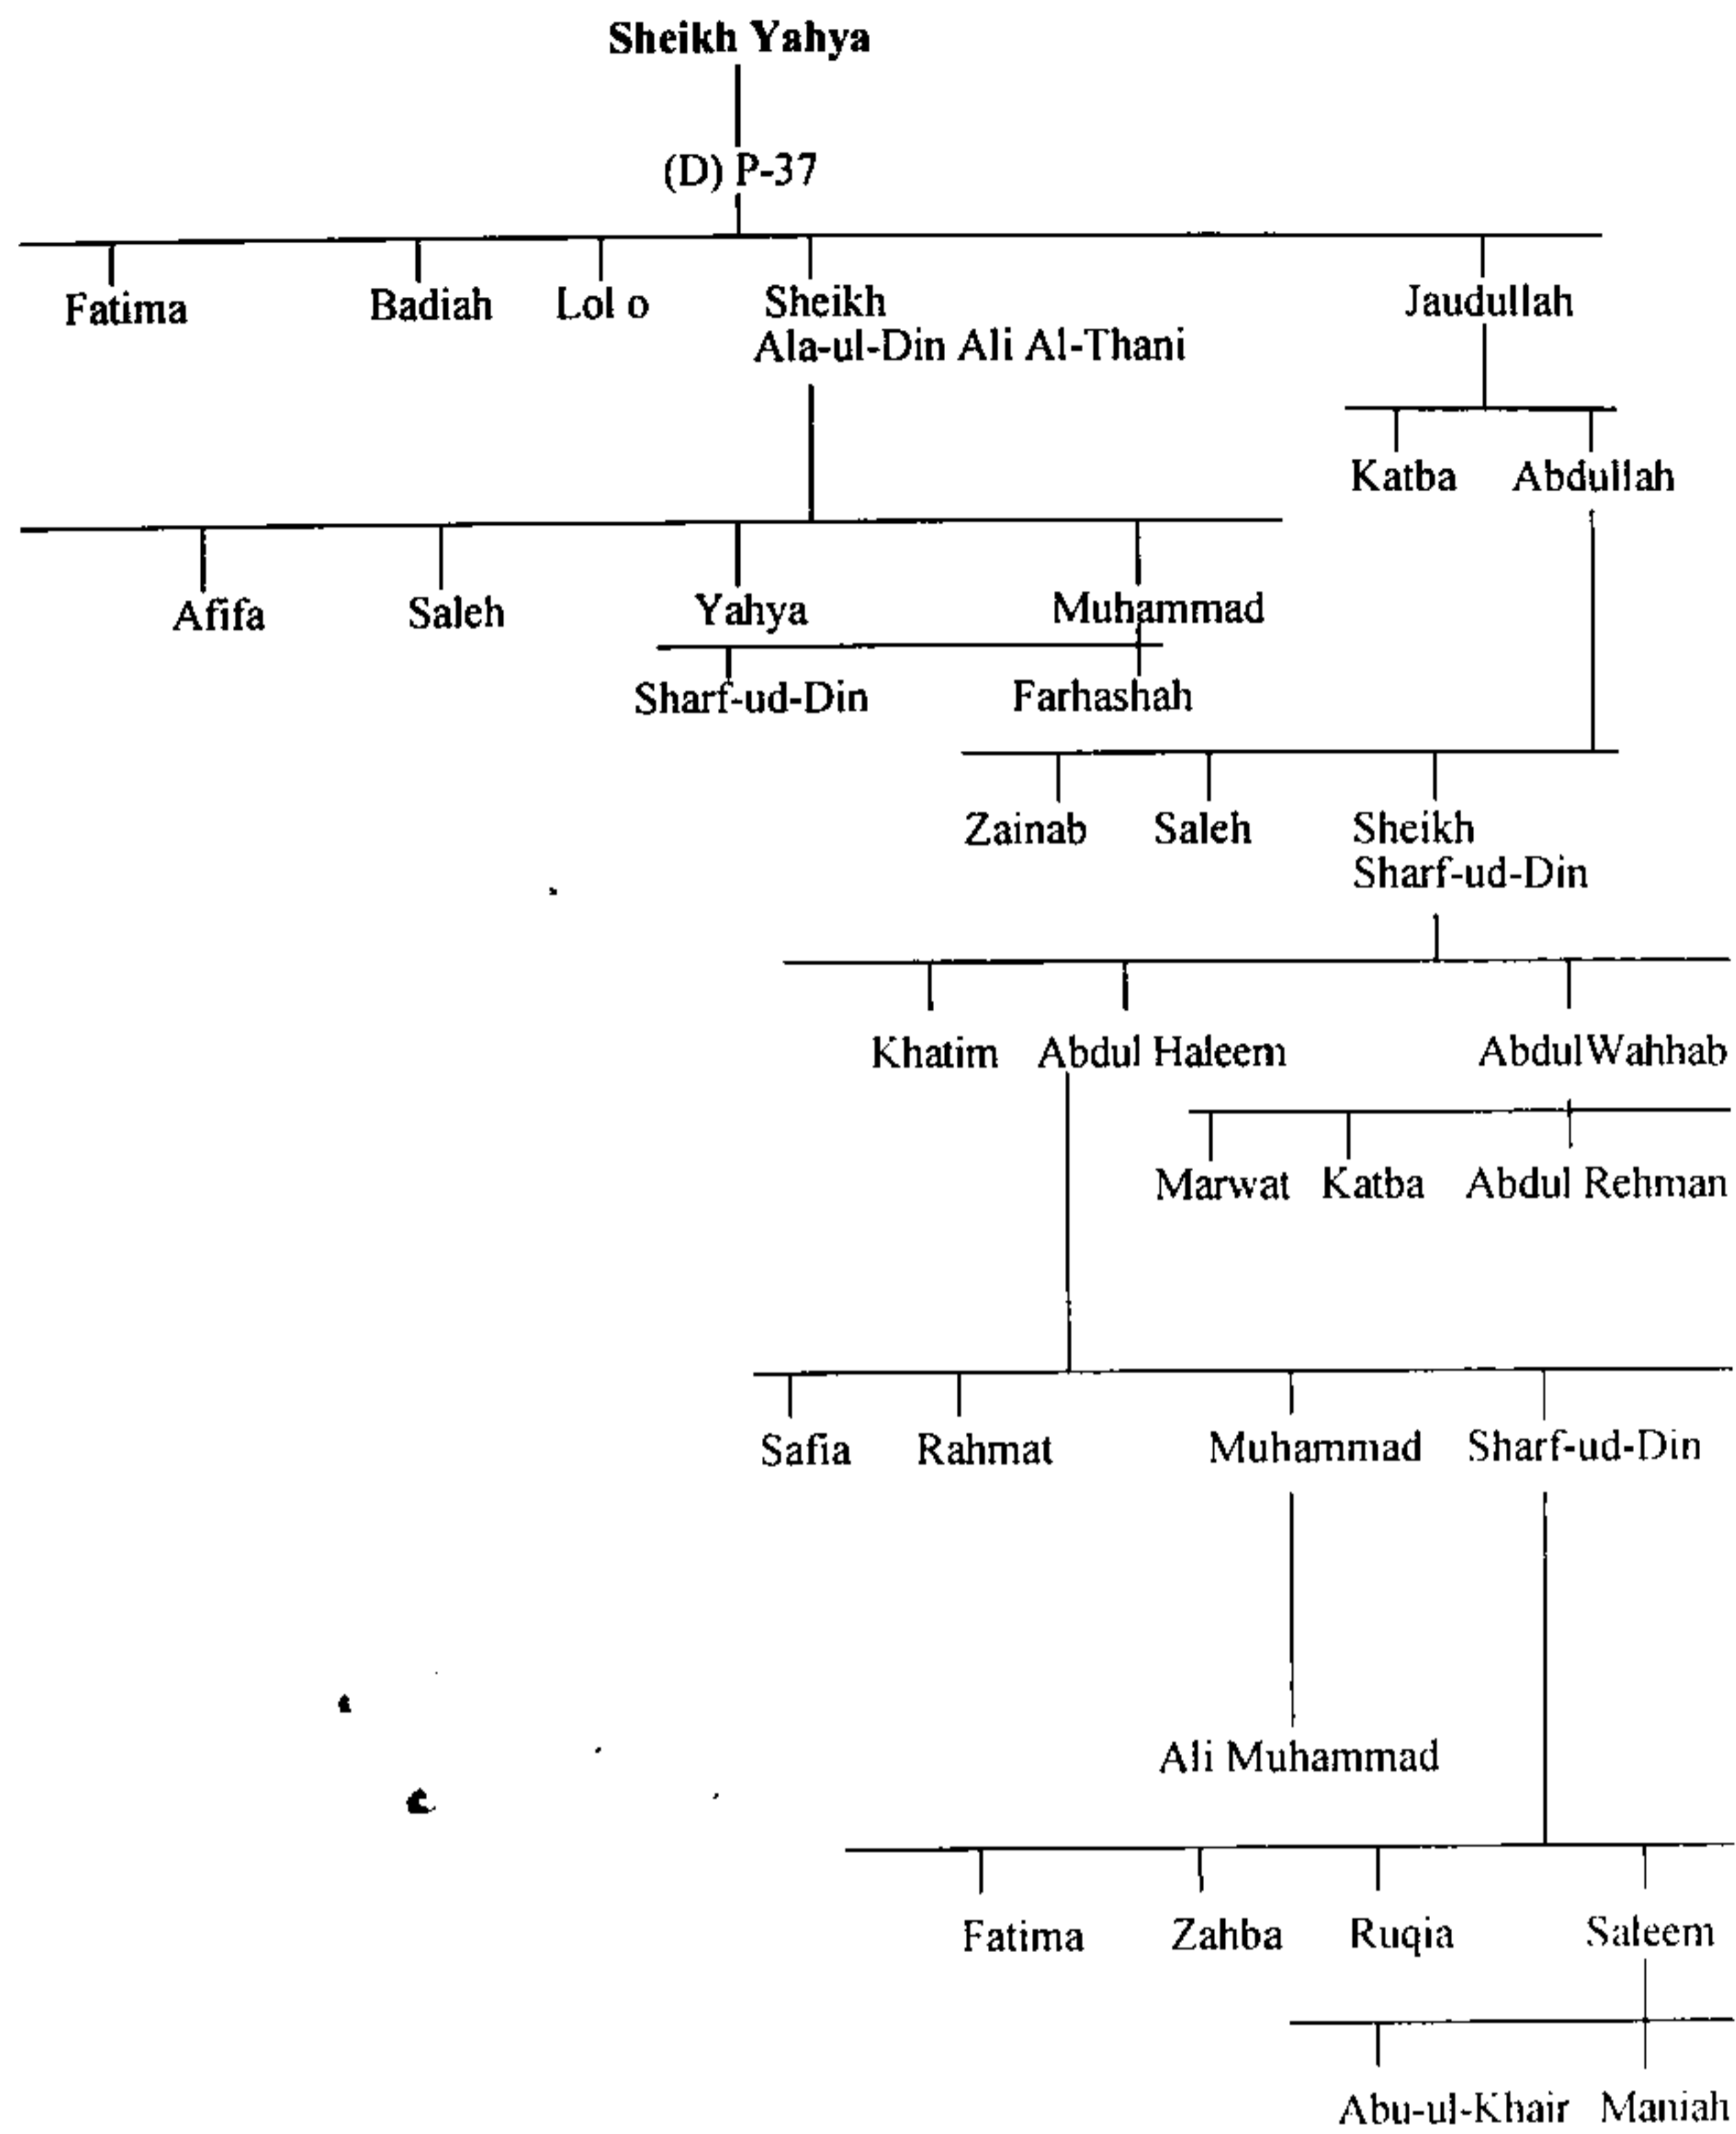 Sheikh Yahya
(D) P-37
Fatima Badiah Lol o Sheikh Jaudullah
Ala-ul-Din Ali Al-Thani
Katba Abdullah
Afifa Saleh Yahya Muhammad
Sharf-ud-Din Farhashah
Zainab Saleh Sheikh
Sharf-ud-Din
Khatim Abdul Haleem Abdul Wahhab
Marwat Katba Abdul Rehman
Safia Rahmat Muhammad Sharf-ud-Din
Ali Muhammad
Fatima Zahba Ruqia Saleem
Abu-ul-Khair Maniah